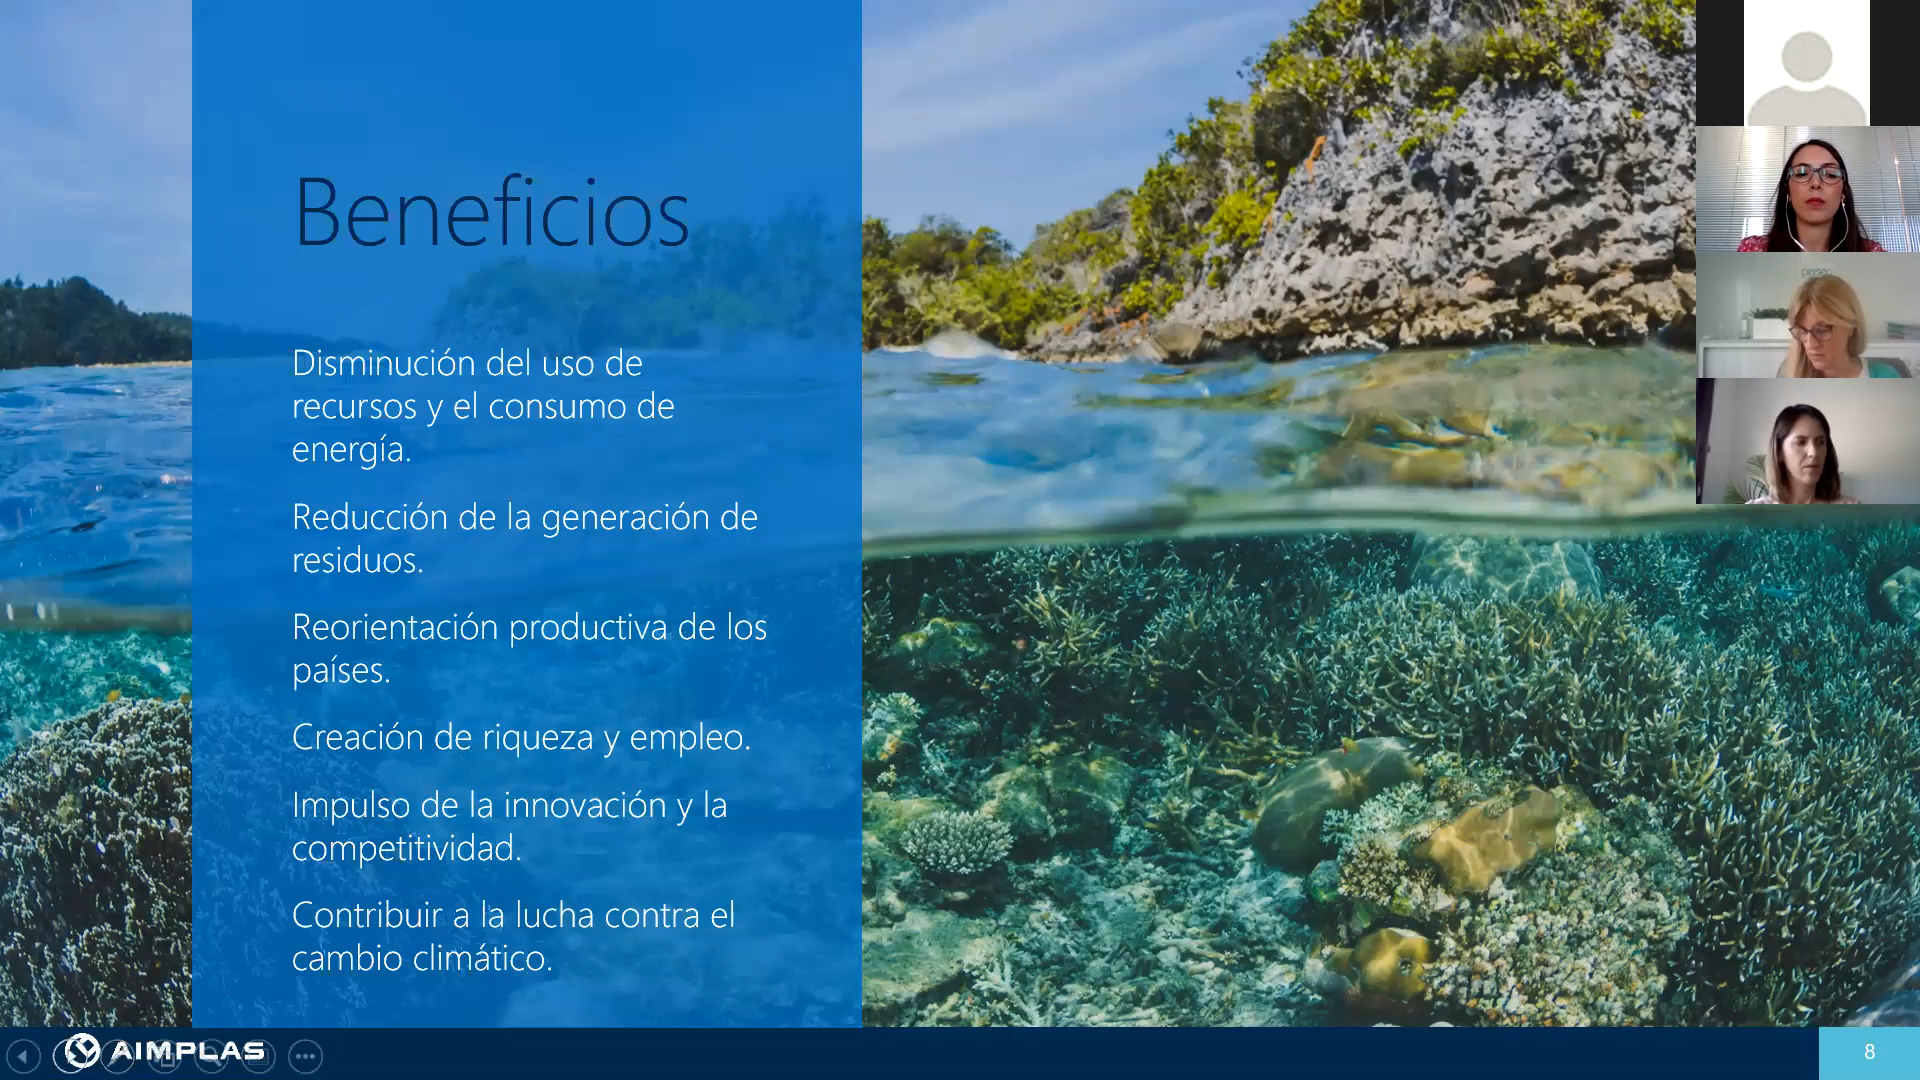 Beneficios
Disminución del uso de
recursos y el consumo de
energía.
Reducción de la generación de
residuos.
Reorientación productiva de los
países.
Creación de riqueza y empleo.
Impulso de la innovación y la
competitividad.
Contribuir a la lucha contra el
cambio climático.
AIMPLAS
8